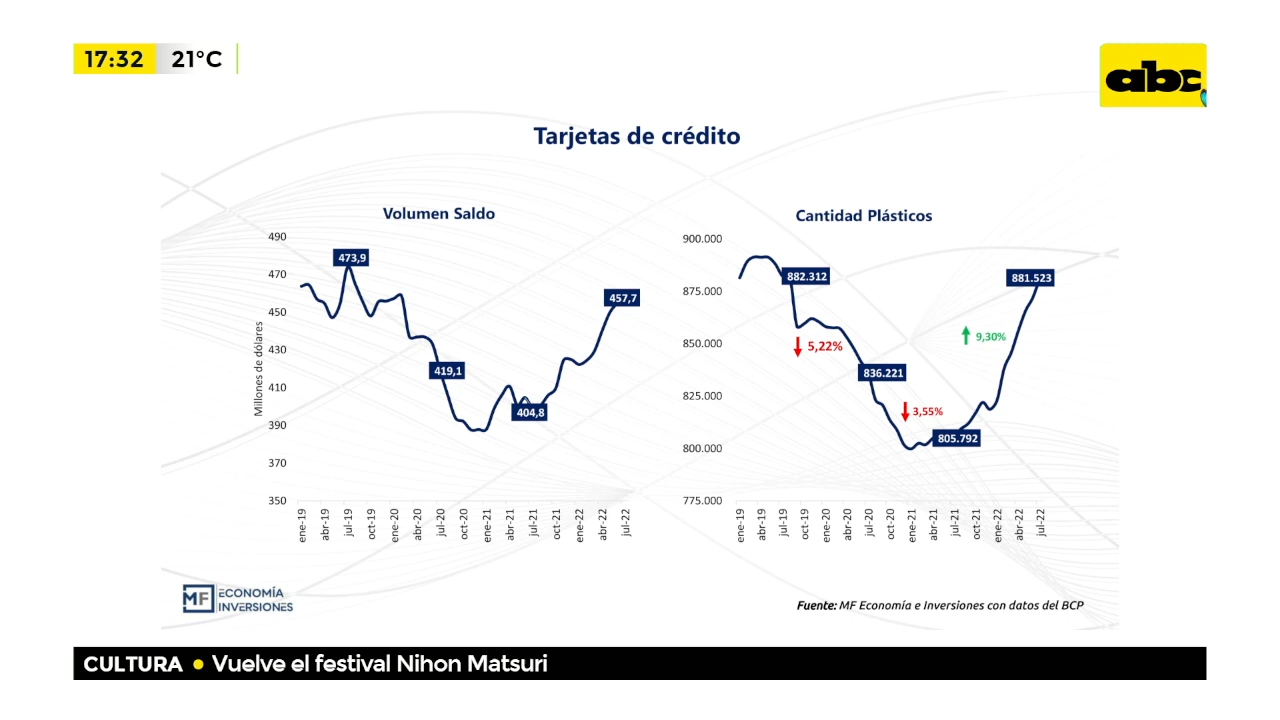 17:32 21°C
abc
Tarjetas de crédito
Volumen Saldo
Millones de dólares
490
470
450
430
410
390
370
350
473,9
419,1
404,8
457,7
ene-19
abr-19
jul-19
oct-19
ene-20
abr-20
jul-20
oct-20
ene-21
abr-21
jul-21
oct-21
ene-22
abr-22
jul-22
Cantidad Plásticos
900.000
875.000
850.000
825.000
800.000
775.000
882.312
5,22%
836.221
3,55%
805.792
9,30%
881.523
ene-19
abr-19
jul-19
oct-19
ene-20
abr-20
jul-20
oct-20
ene-21
abr-21
jul-21
oct-21
ene-22
abr-22
jul-22
MF ECONOMÍA
INVERSIONES
Fuente: MF Economía e Inversiones con datos del BCP
CULTURA • Vuelve el festival Nihon Matsuri